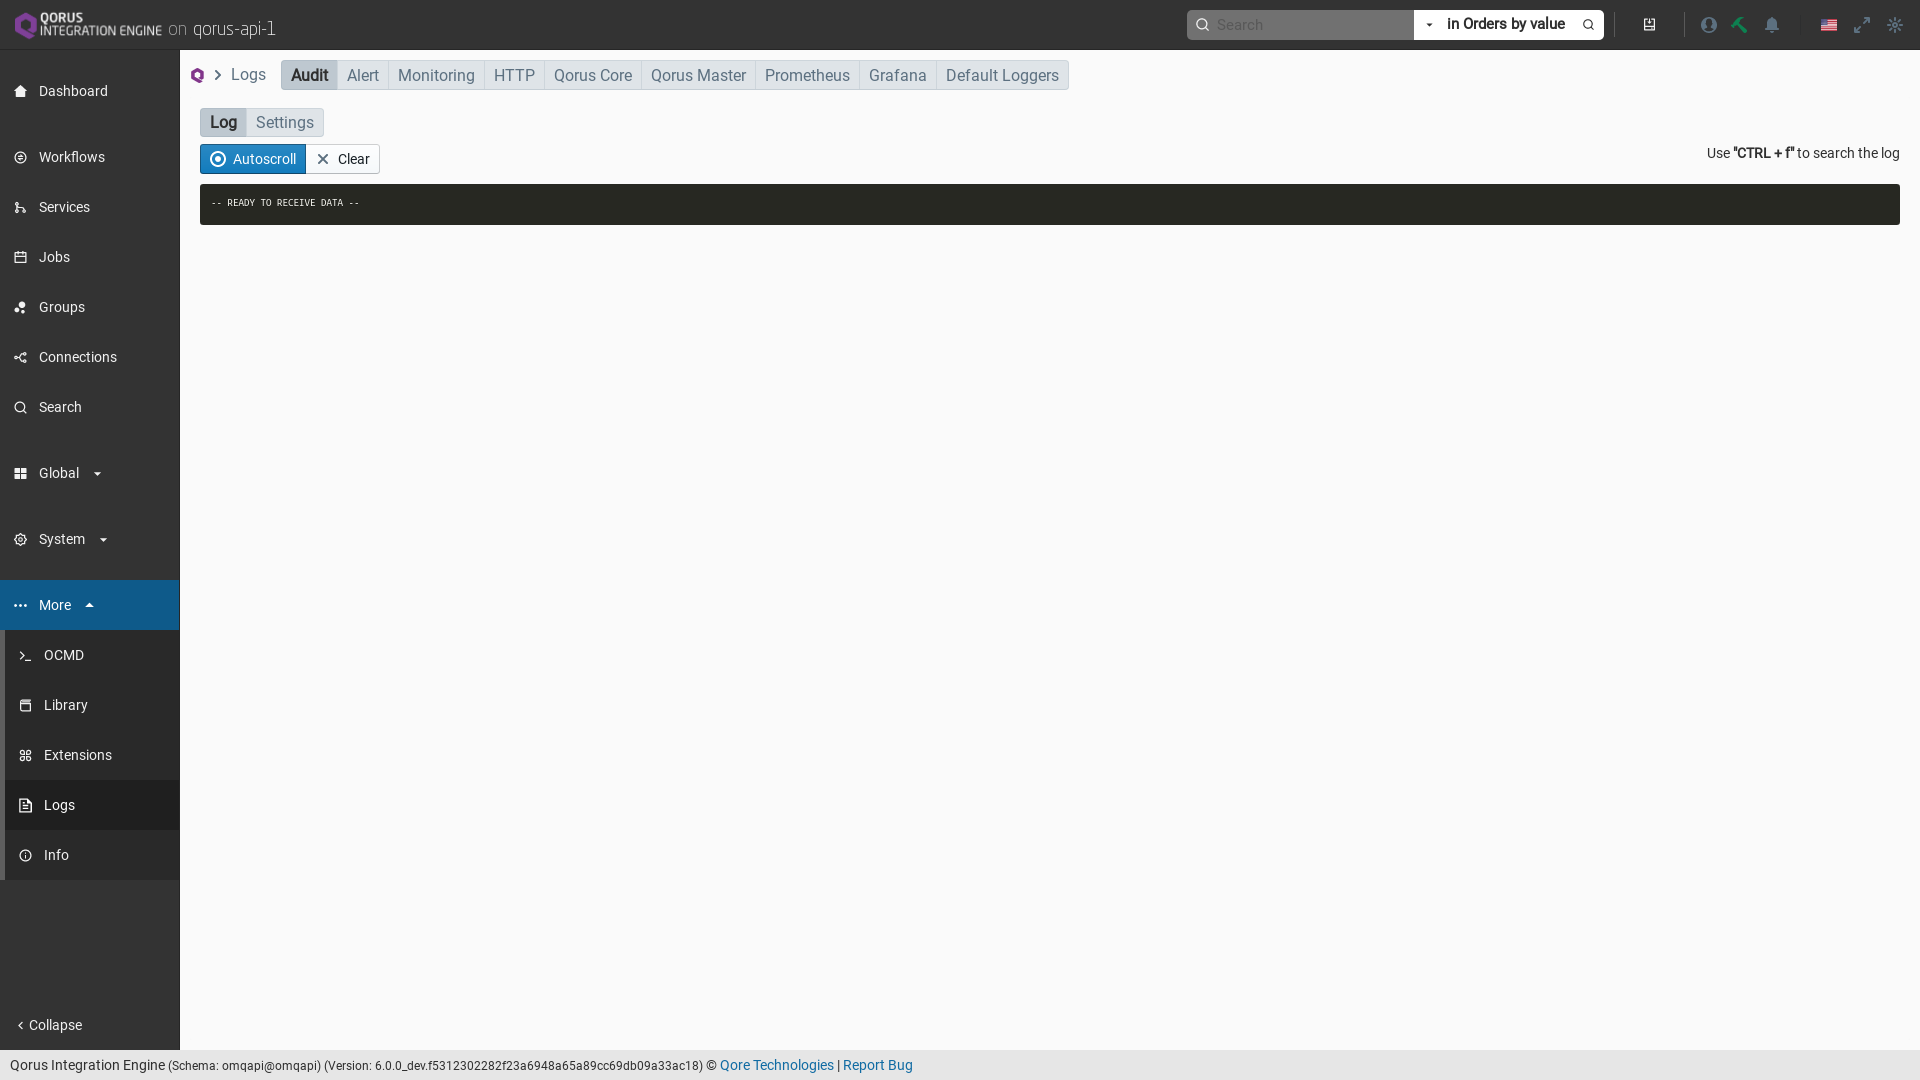 QORUS
INTEGRATION ENGINE on qorus-api-1
Search
in Orders by value
Dashboard
Workflows
Services
Jobs
Groups
Connections
Search
Global
System
More
OCMD
Library
Extensions
Logs
Info
Collapse
Logs
Audit Alert Monitoring HTTP Qorus Core Qorus Master Prometheus Grafana Default Loggers
Log Settings
Autoscroll Clear
Use "CTRL + f" to search the log
-- READY TO RECEIVE DATA --
Qorus Integration Engine (Schema: omqapi@omqapi) (Version: 6.0.0_dev.f5312302282f23a6948a65a89cc69db09a33ac18) © Qore Technologies | Report Bug